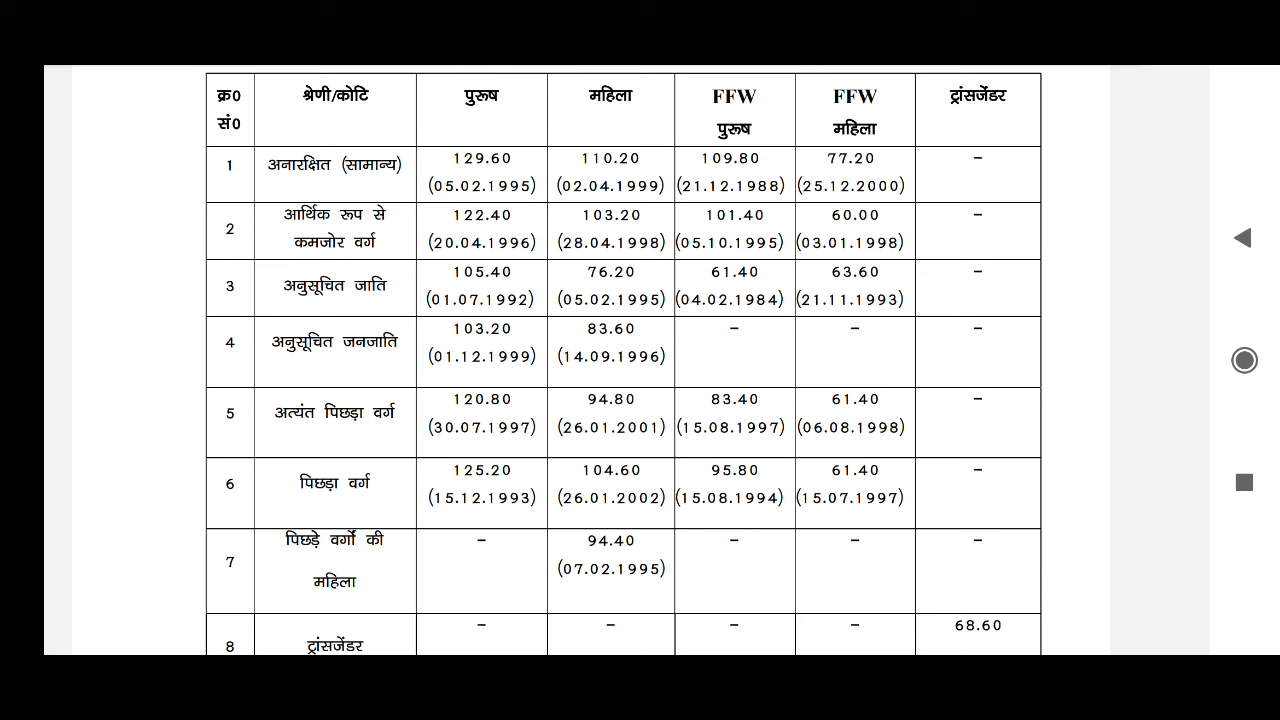 क्र0 सं0 श्रेणी/कोटि पुरूष महिला FFW पुरूष FFW महिला ट्रांसजेंडर
1 अनारक्षित (सामान्य) 129.60 110.20 109.80 77.20 –
(05.02.1995) (02.04.1999) (21.12.1988) (25.12.2000)
2 आर्थिक रूप से कमजोर वर्ग 122.40 103.20 101.40 60.00 –
(20.04.1996) (28.04.1998) (05.10.1995) (03.01.1998)
3 अनुसूचित जाति 105.40 76.20 61.40 63.60 –
(01.07.1992) (05.02.1995) (04.02.1984) (21.11.1993)
4 अनुसूचित जनजाति 103.20 83.60 – – –
(01.12.1999) (14.09.1996)
5 अत्यंत पिछड़ा वर्ग 120.80 94.80 83.40 61.40 –
(30.07.1997) (26.01.2001) (15.08.1997) (06.08.1998)
6 पिछड़ा वर्ग 125.20 104.60 95.80 61.40 –
(15.12.1993) (26.01.2002) (15.08.1994) (15.07.1997)
7 पिछड़े वर्गों की महिला – 94.40 – – –
(07.02.1995)
8 ट्रांसजेंडर – – – – 68.60